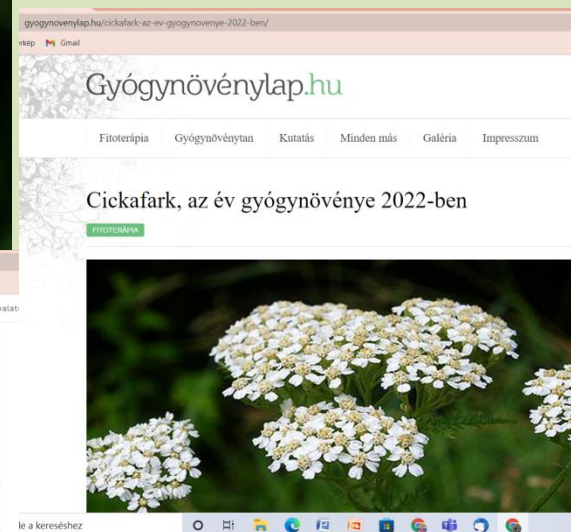 gyogynovenylap.hu/cickafark-az-ev-gyogynovenye-2022-ben/
Gmail
Gyógynövénylap.hu
Fitoterápia Gyógynövénytan Kutatás Minden más Galéria Impresszum
Cickafark, az év gyógynövénye 2022-ben
FITOTERÁPIA
a kereséshez